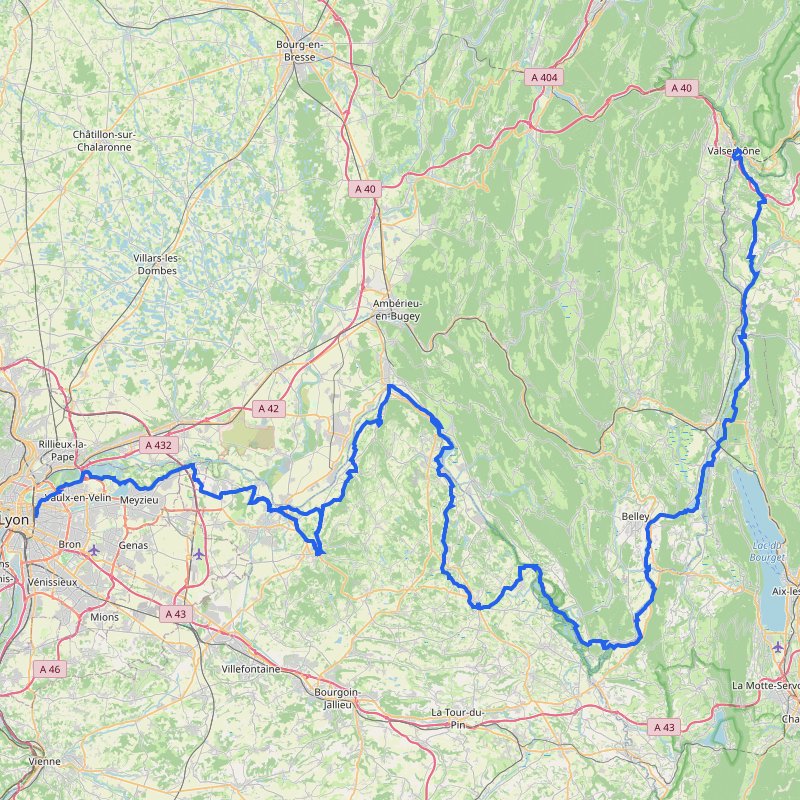 Bourg-en-
Bresse
A 404
A 40
Châtillon-sur-
Chalaronne
A 40
Villars-les-
Dombes
Ambérieu-
en-Bugey
A 42
Rillieux-la-
Pape
A 432
Vaulx-en-Velin
Meyzieu
Lyon
Belley
Bron
Genas
Lac du
Bourget
Vénissieux
Aix-les
Mions
A 43
A 46
Villefontaine
La Motte-Servo
Bourgoin-
Jallieu
La Tour-du-
Pin
A 43
Cha
Vienne